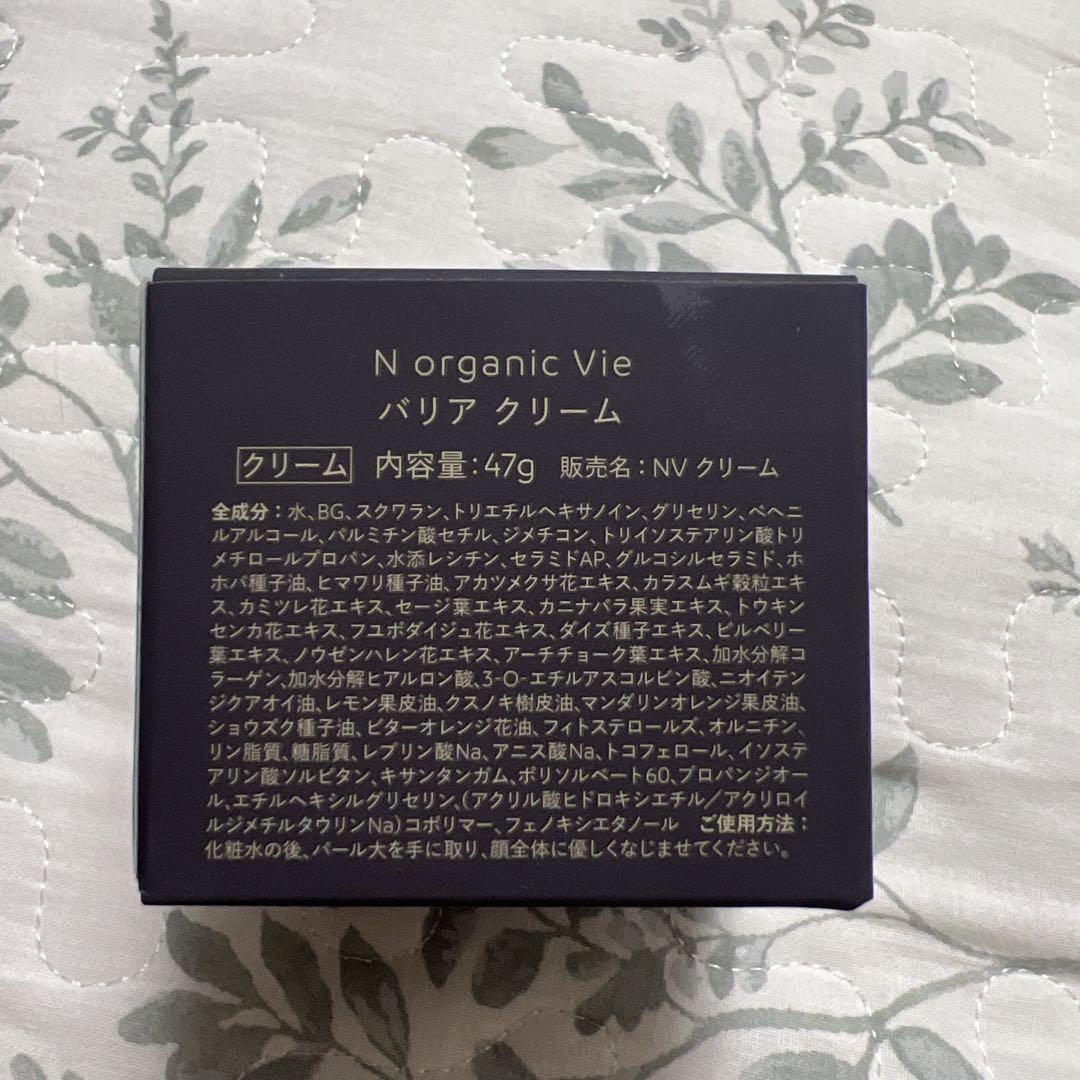 N organic Vie
バリア クリーム
クリーム 内容量:47g 販売名:NV クリーム
全成分:水、BG、スクワラン、トリエチルヘキサノイン、グリセリン、ベヘニ
ルアルコール、パルミチン酸セチル、ジメチコン、トリイソステアリン酸トリ
メチロールプロパン、水添レシチン、セラミドAP、グルコシルセラミド、ホ
ホバ種子油、ヒマワリ種子油、アカツメクサ花エキス、カラスムギ穀粒エキ
ス、カミツレ花エキス、セージ葉エキス、カニナバラ果実エキス、トウキン
センカ花エキス、フユボダイジュ花エキス、ダイズ種子エキス、ビルベリー
葉エキス、ノウゼンハレン花エキス、アーチチョーク葉エキス、加水分解コ
ラーゲン、加水分解ヒアルロン酸、3-O-エチルアスコルビン酸、ニオイテン
ジクアオイ油、レモン果皮油、クスノキ樹皮油、マンダリンオレンジ果皮油、
ショウズク種子油、ビターオレンジ花油、フィトステロールズ、オルニチン、
リン脂質、糖脂質、レブリン酸Na、アニス酸Na、トコフェロール、イソステ
アリン酸ソルビタン、キサンタンガム、ポリソルベート60、プロパンジオー
ル、エチルヘキシルグリセリン、(アクリル酸ヒドロキシエチル/アクリロイ
ルジメチルタウリンNa)コポリマー、フェノキシエタノール ご使用方法:
化粧水の後、パール大を手に取り、顔全体に優しくなじませてください。